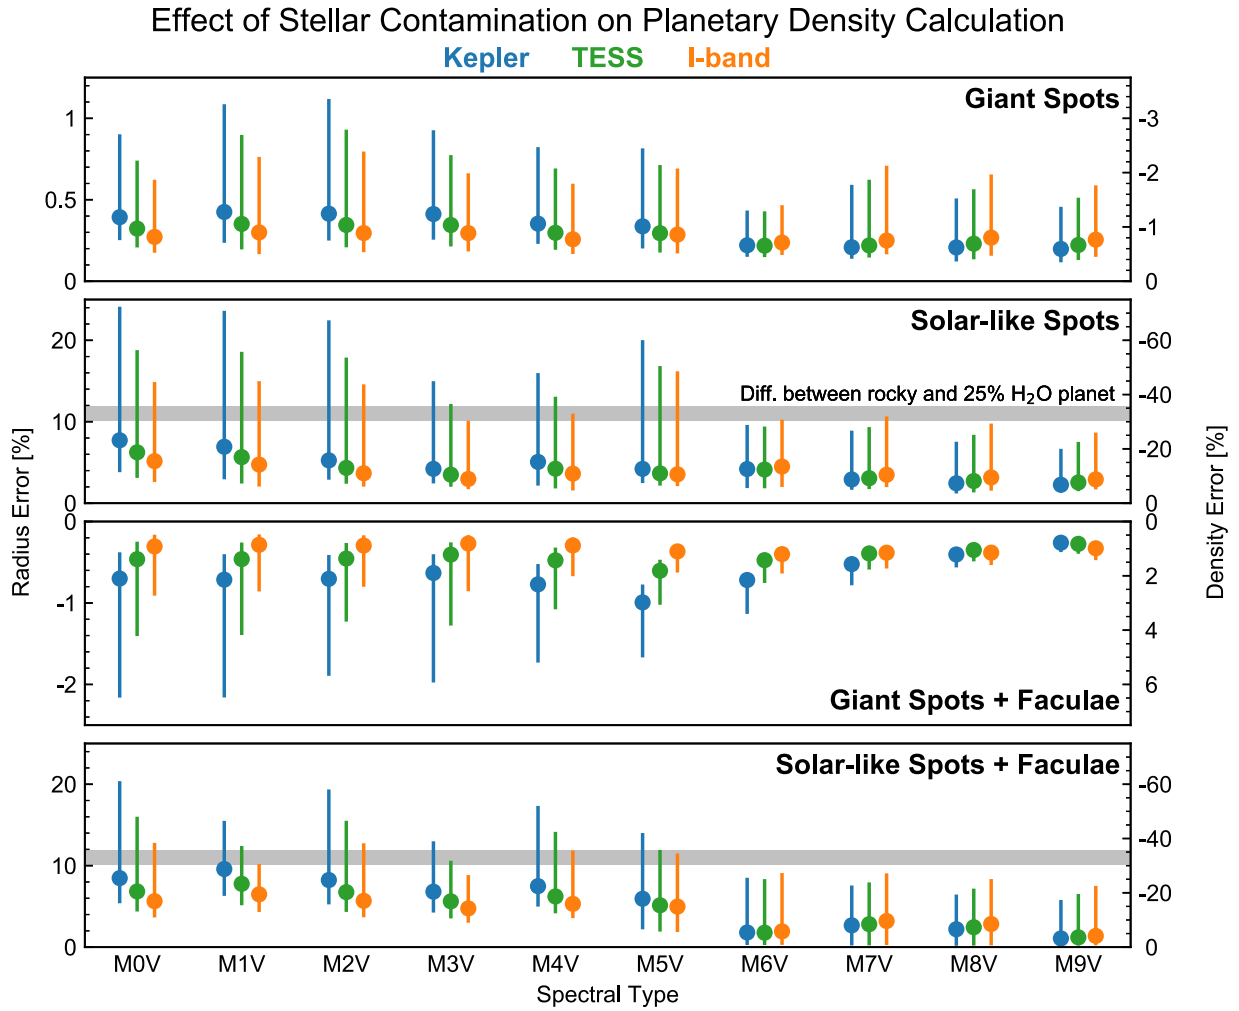 Effect of Stellar Contamination on Planetary Density Calculation
Kepler TESS I-band
Giant Spots
1
0.5
0
-3
-2
-1
0
Solar-like Spots
Diff. between rocky and 25% H₂O planet
20
10
0
-60
-40
-20
0
Radius Error [%]
Density Error [%]
0
-1
-2
0
2
4
6
Giant Spots + Faculae
Solar-like Spots + Faculae
20
10
0
-60
-40
-20
0
M0V M1V M2V M3V M4V M5V M6V M7V M8V M9V
Spectral Type